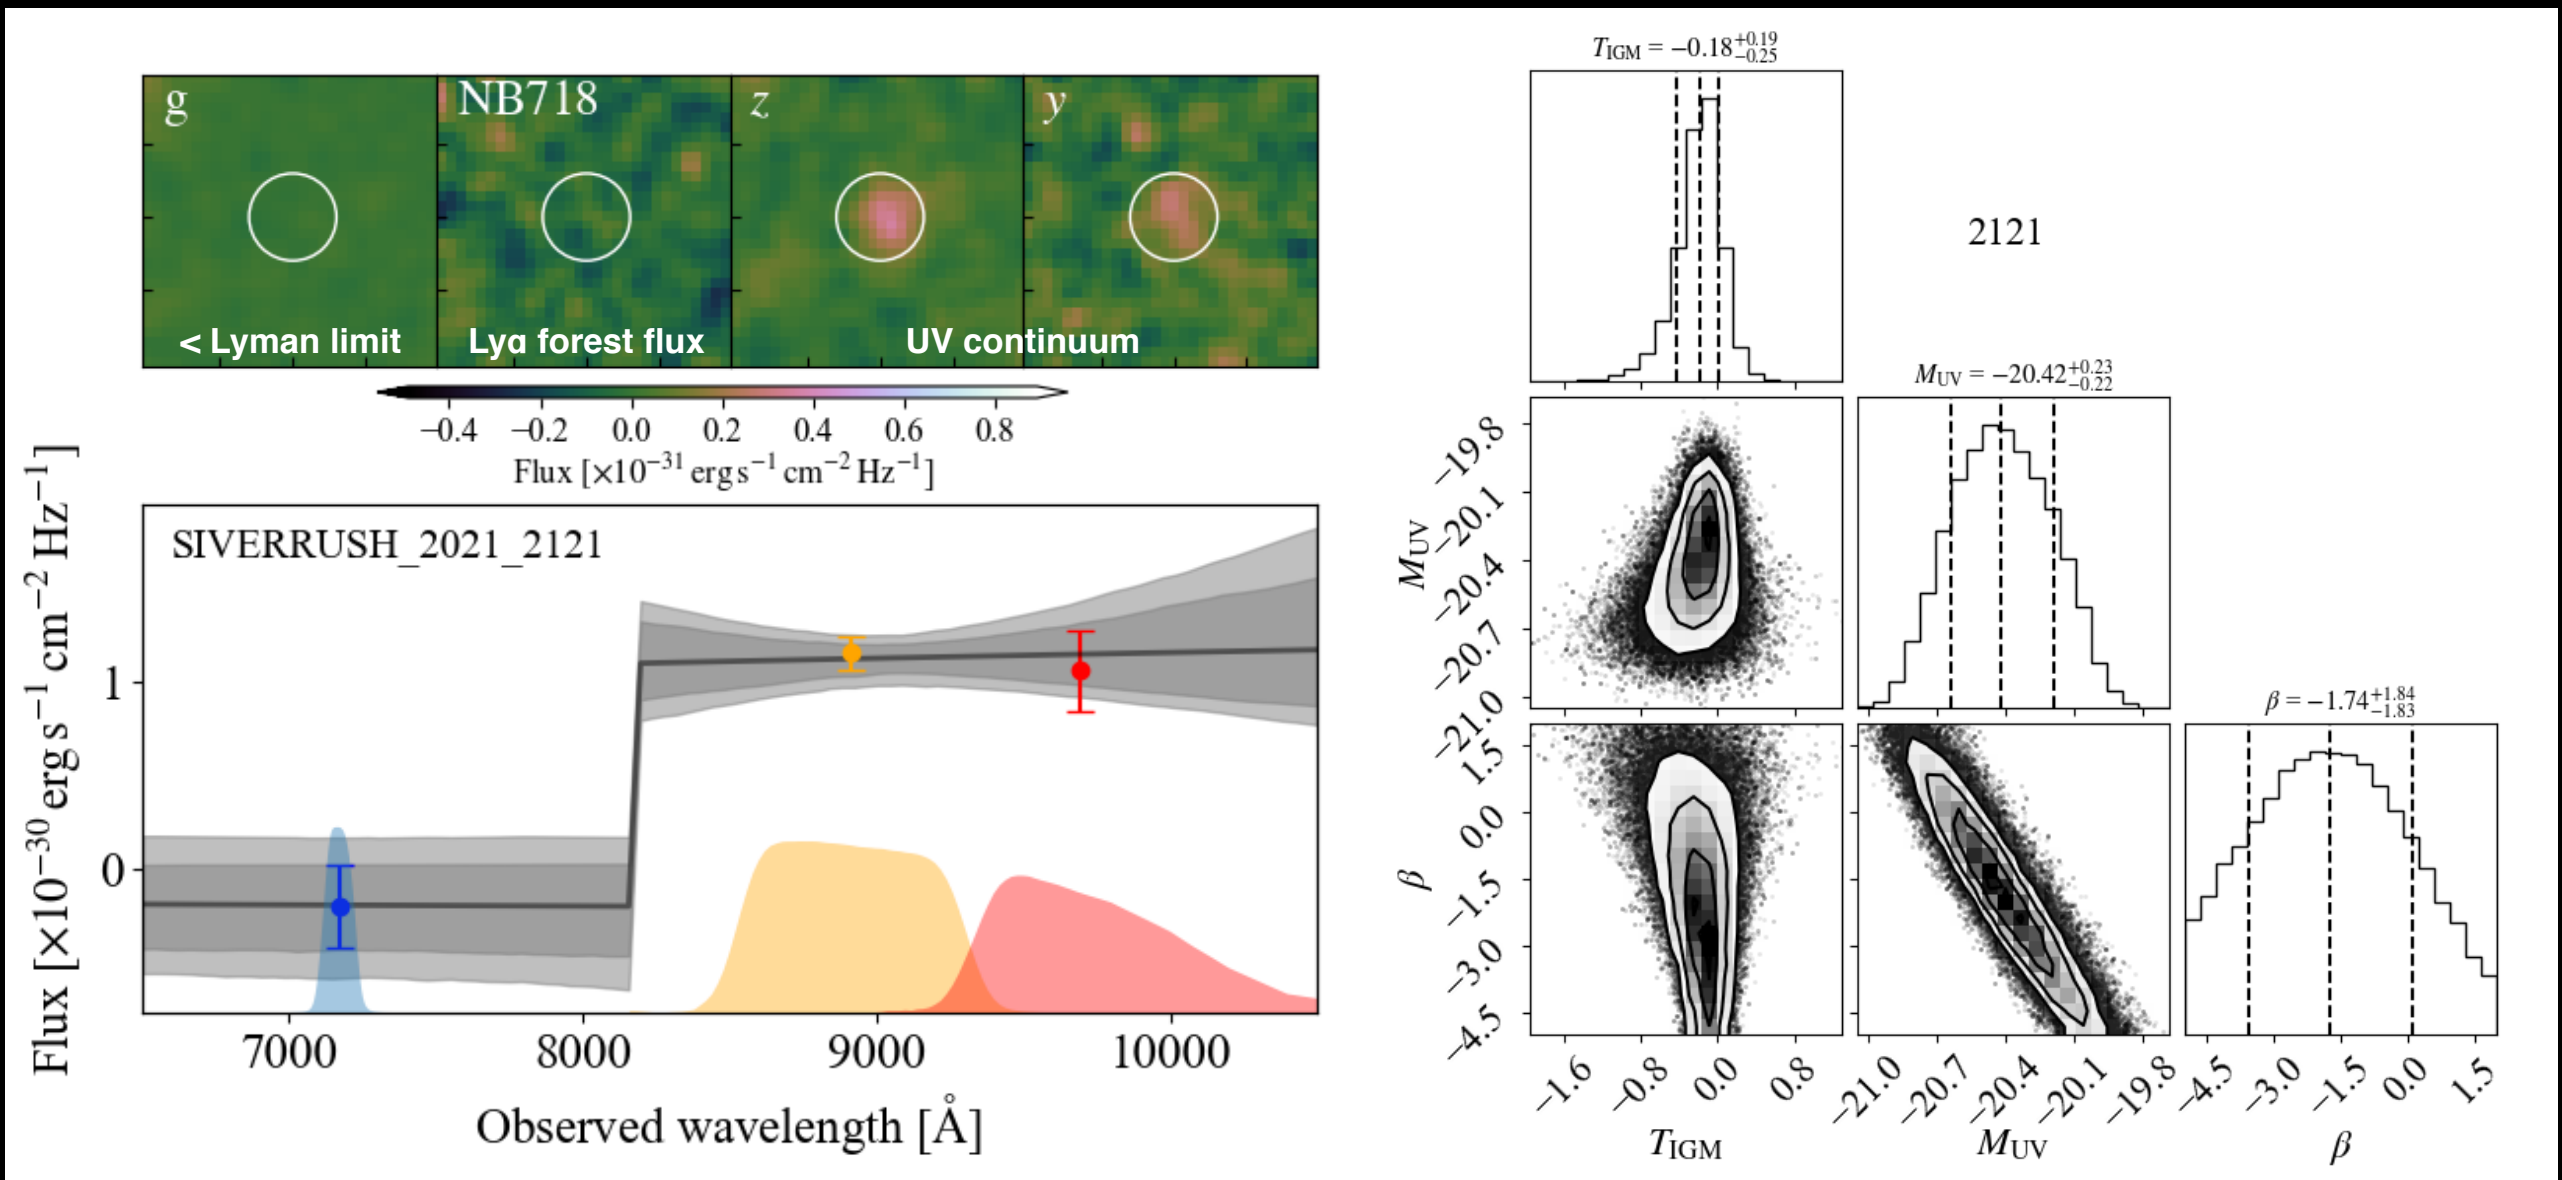 g
NB718
z
y
< Lyman limit
Lyα forest flux
UV continuum
−0.4 −0.2 0.0 0.2 0.4 0.6 0.8
Flux [×10⁻³¹ erg s⁻¹ cm⁻² Hz⁻¹]
SIVERRUSH_2021_2121
Flux [×10⁻³⁰ erg s⁻¹ cm⁻² Hz⁻¹]
1
0
7000 8000 9000 10000
Observed wavelength [Å]
T_IGM = −0.18 +0.19 −0.25
2121
M_UV = −20.42 +0.23 −0.22
M_UV
−19.8
−20.1
−20.4
−20.7
−21.0
β = −1.74 +1.84 −1.83
β
1.5
0.0
−1.5
−3.0
−4.5
−1.6 −0.8 0.0 0.8
T_IGM
−21.0 −20.7 −20.4 −20.1 −19.8
M_UV
−4.5 −3.0 −1.5 0.0 1.5
β